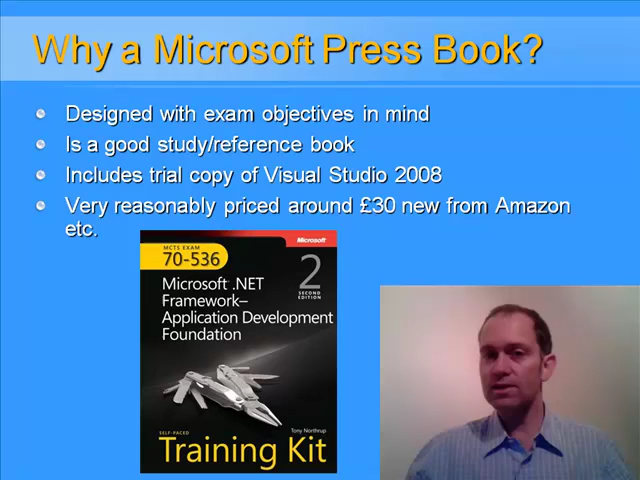 Why a Microsoft Press Book?
Designed with exam objectives in mind
Is a good study/reference book
Includes trial copy of Visual Studio 2008
Very reasonably priced around £30 new from Amazon
etc.
Microsoft
MCTS EXAM
70-536
2
SECOND
EDITION
Microsoft .NET
Framework–
Application Development
Foundation
Tony Northrup
SELF-PACED
Training Kit